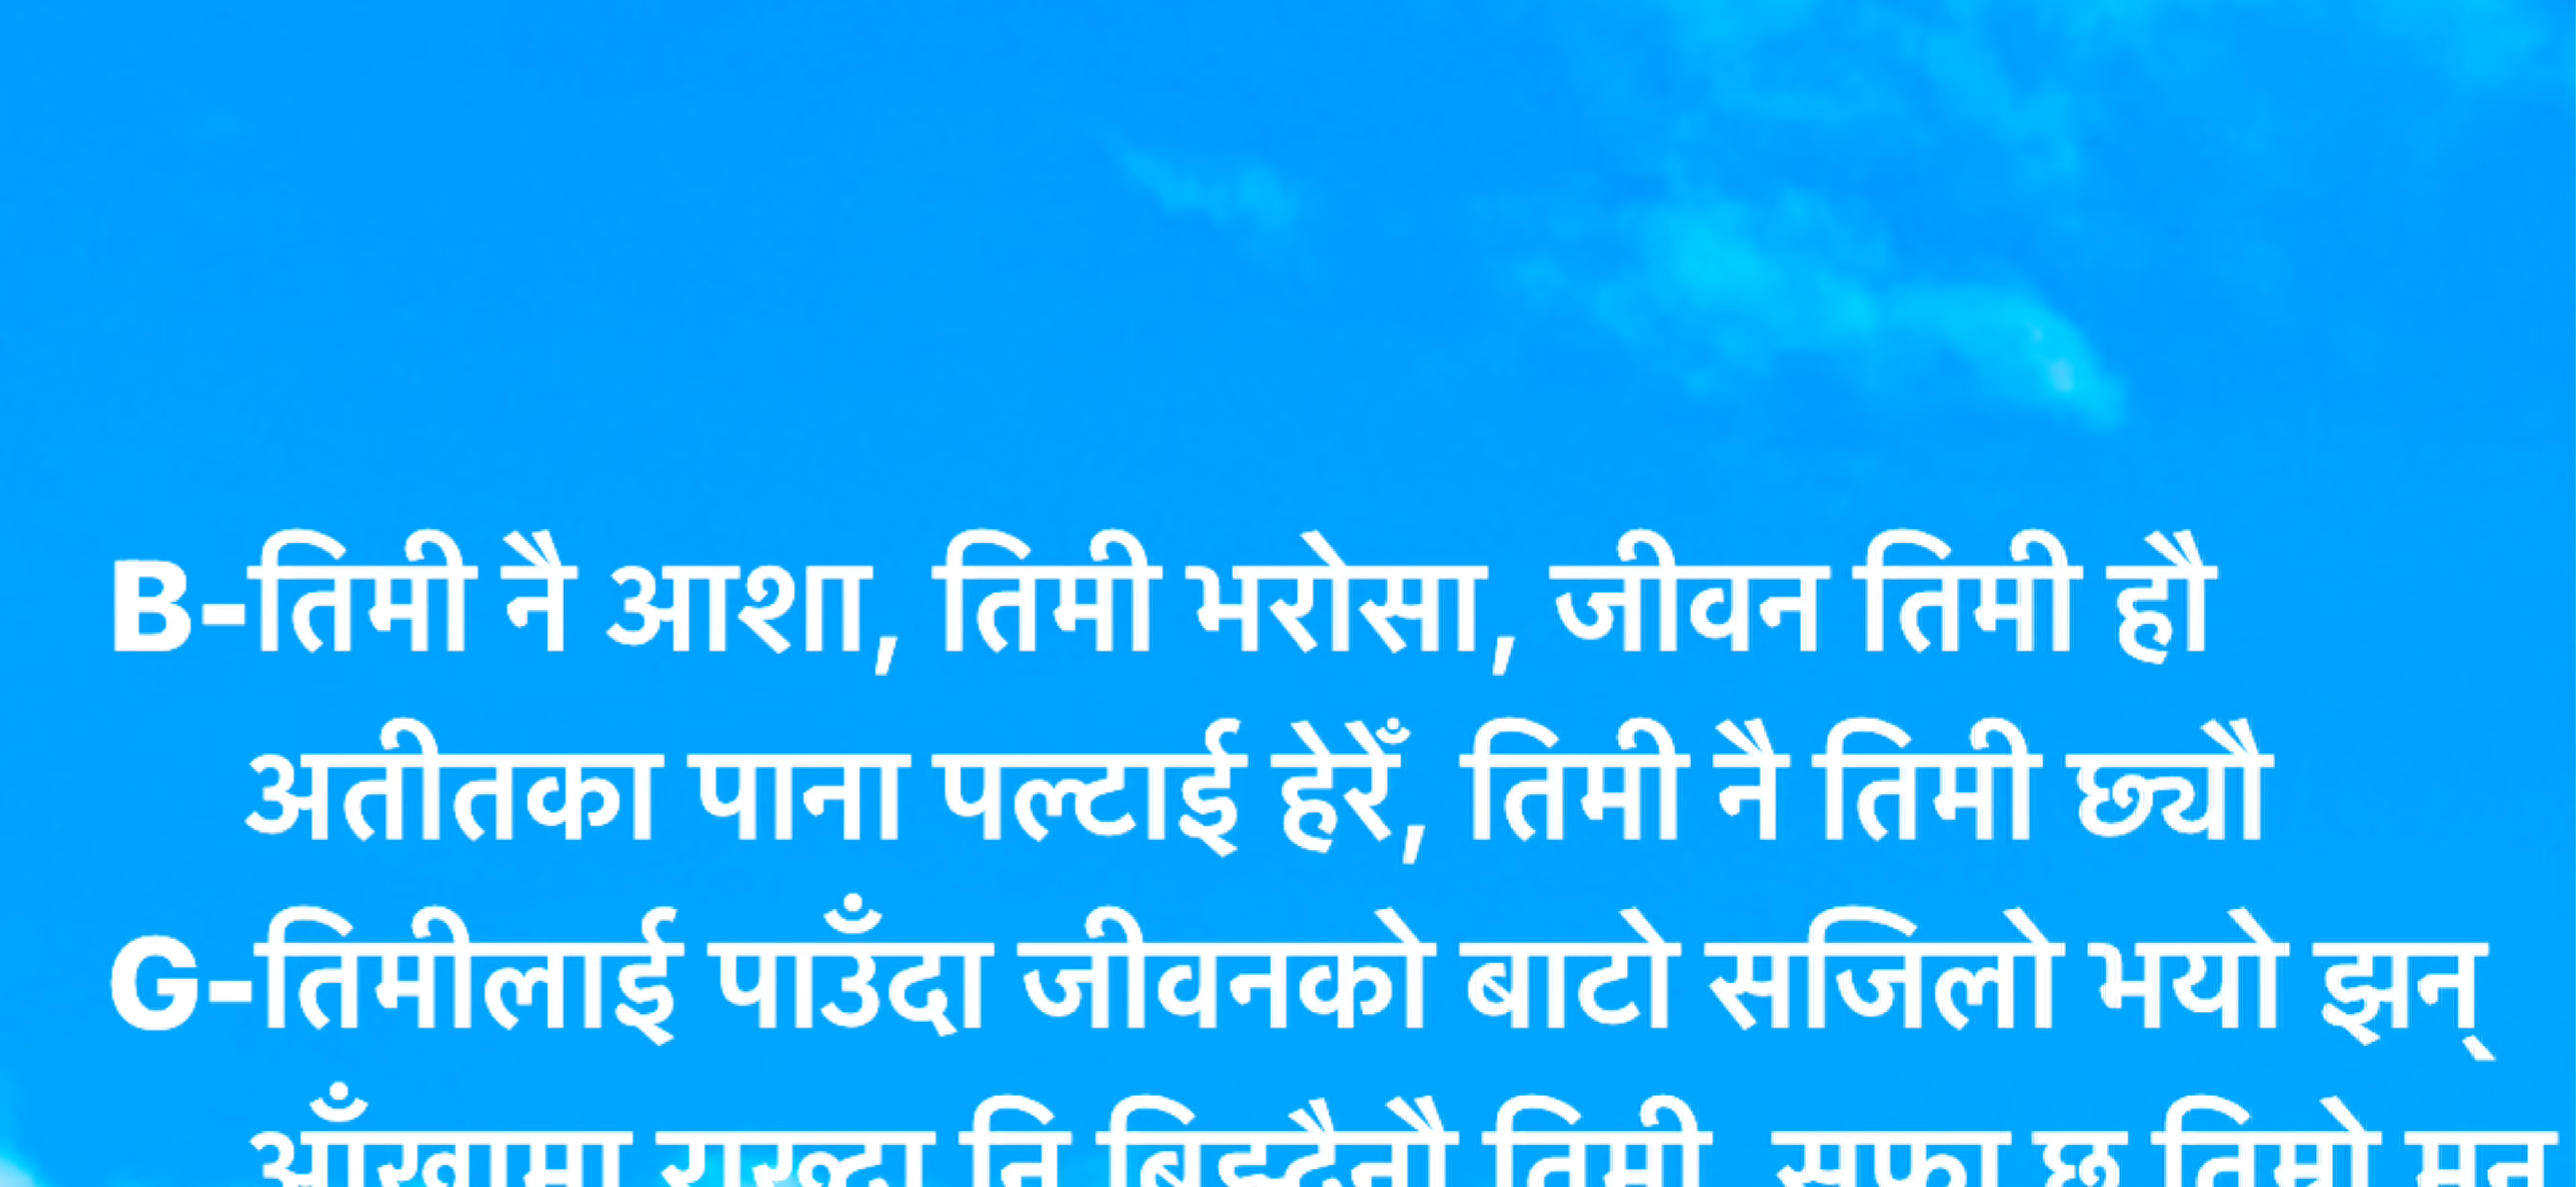 B-तिमी नै आशा, तिमी भरोसा, जीवन तिमी हौ
अतीतका पाना पल्टाई हेरेँ, तिमी नै तिमी छ्यौ
G-तिमीलाई पाउँदा जीवनको बाटो सजिलो भयो झन्
आँखामा राख्दा नि बिझ्दैनौ तिमी, सफा छ तिम्रो मन